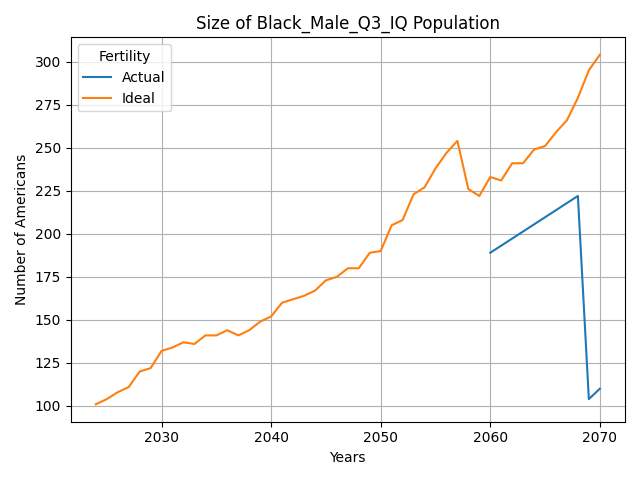 Size of Black_Male_Q3_IQ Population
Fertility
Actual
Ideal
Number of Americans
300
275
250
225
200
175
150
125
100
2030 2040 2050 2060 2070
Years